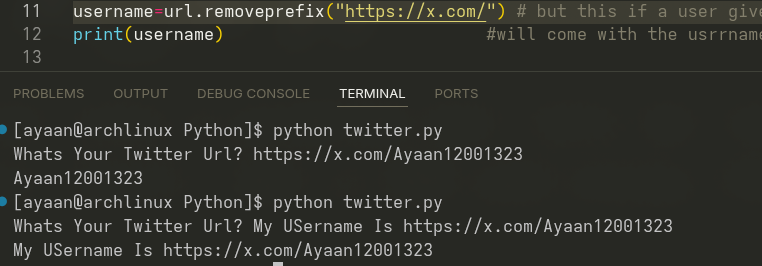 11 username=url.removeprefix("https://x.com/") # but this if a user give
12 print(username) #will come with the usrrname
13
PROBLEMS OUTPUT DEBUG CONSOLE TERMINAL PORTS
[ayaan@archlinux Python]$ python twitter.py
Whats Your Twitter Url? https://x.com/Ayaan12001323
Ayaan12001323
[ayaan@archlinux Python]$ python twitter.py
Whats Your Twitter Url? My USername Is https://x.com/Ayaan12001323
My USername Is https://x.com/Ayaan12001323